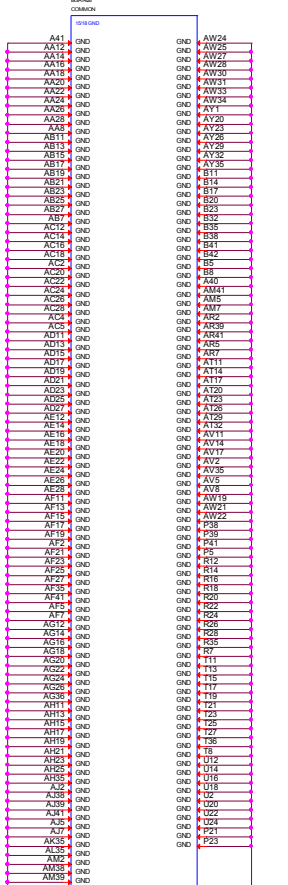 COMMON
15/18 GND
A41 GND GND AW24
AA12 GND GND AW25
AA14 GND GND AW27
AA16 GND GND AW28
AA18 GND GND AW30
AA20 GND GND AW31
AA22 GND GND AW33
AA24 GND GND AW34
AA26 GND GND AY1
AA28 GND GND AY20
AA8 GND GND AY23
AB11 GND GND AY26
AB13 GND GND AY29
AB15 GND GND AY32
AB17 GND GND AY35
AB19 GND GND B11
AB21 GND GND B14
AB23 GND GND B17
AB25 GND GND B20
AB27 GND GND B23
AB7 GND GND B32
AC12 GND GND B35
AC14 GND GND B38
AC16 GND GND B41
AC18 GND GND B42
AC2 GND GND B5
AC20 GND GND B8
AC22 GND GND A40
AC24 GND GND AM41
AC26 GND GND AM5
AC28 GND GND AM7
AC4 GND GND AR2
AC5 GND GND AR39
AD11 GND GND AR41
AD13 GND GND AR5
AD15 GND GND AR7
AD17 GND GND AT11
AD19 GND GND AT14
AD21 GND GND AT17
AD23 GND GND AT20
AD25 GND GND AT23
AD27 GND GND AT26
AE12 GND GND AT29
AE14 GND GND AT32
AE16 GND GND AV11
AE18 GND GND AV14
AE20 GND GND AV17
AE22 GND GND AV2
AE24 GND GND AV35
AE26 GND GND AV5
AE28 GND GND AV8
AF11 GND GND AW19
AF13 GND GND AW21
AF15 GND GND AW22
AF17 GND GND P38
AF19 GND GND P39
AF2 GND GND P41
AF21 GND GND P5
AF23 GND GND R12
AF25 GND GND R14
AF27 GND GND R16
AF35 GND GND R18
AF41 GND GND R20
AF5 GND GND R22
AF7 GND GND R24
AG12 GND GND R26
AG14 GND GND R28
AG16 GND GND R35
AG18 GND GND R7
AG20 GND GND T11
AG22 GND GND T13
AG24 GND GND T15
AG26 GND GND T17
AG36 GND GND T19
AH11 GND GND T21
AH13 GND GND T23
AH15 GND GND T25
AH17 GND GND T27
AH19 GND GND T36
AH21 GND GND T8
AH23 GND GND U12
AH25 GND GND U14
AH35 GND GND U16
AJ2 GND GND U18
AJ38 GND GND U2
AJ39 GND GND U20
AJ41 GND GND U22
AJ5 GND GND U24
AJ7 GND GND P21
AK35 GND GND P23
AL35 GND
AM2 GND
AM38 GND
AM39 GND